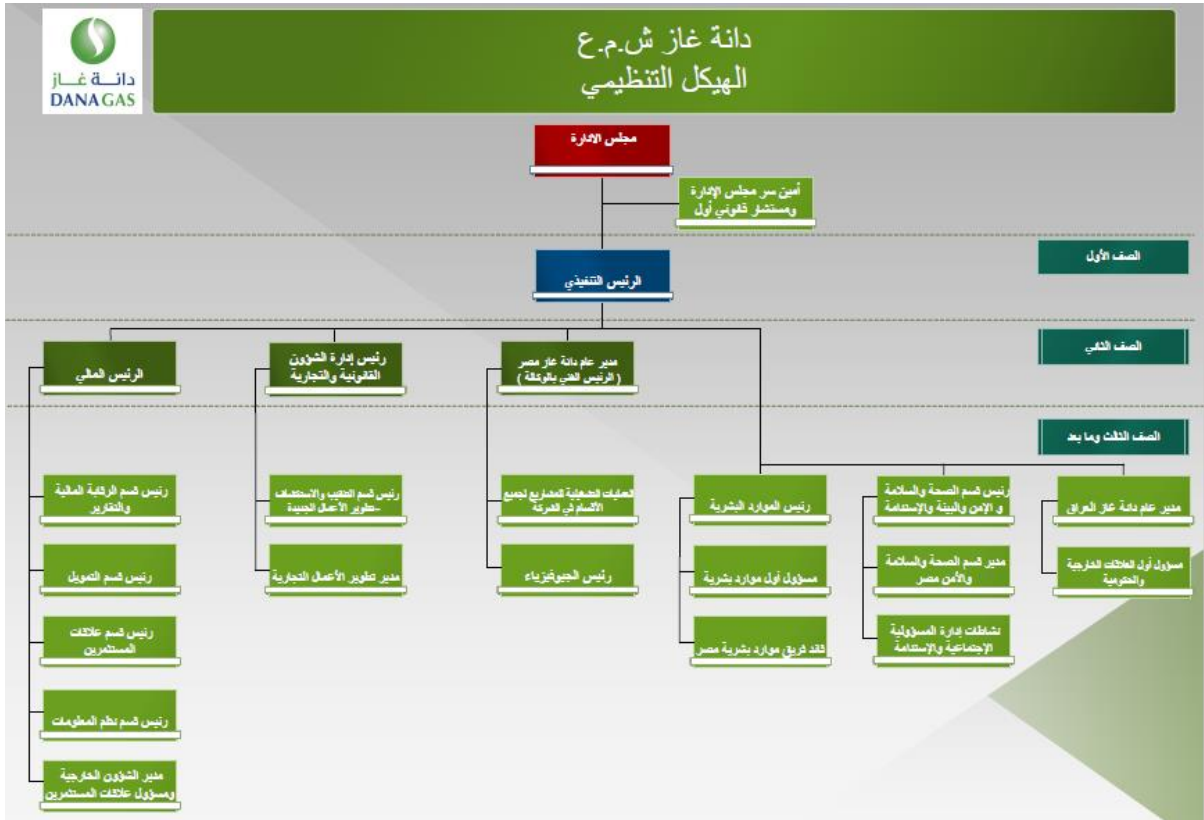 دانة غاز ش.م.ع
الهيكل التنظيمي
دانــة غــاز
DANA GAS
مجلس الادارة
أمين سر مجلس الإدارة
ومستشار قانوني أول
الصف الأول
الرئيس التنفيذي
الصف الثاني
مدير عام دانة غاز مصر
( الرئيس الفني بالوكالة )
رئيس إدارة الشؤون
القانونية والتجارية
الرئيس المالي
الصف الثالث وما بعد
مدير عام دانة غاز العراق
رئيس قسم الصحة والسلامة
و الإمن والبيئة والإستدامة
رئيس الموارد البشرية
العمليات التشغيلية للمشاريع لجميع
الأقسام في الشركة
رئيس قسم التنقيب والاستكشاف
-تطوير الأعمال الجديدة
رئيس قسم الرقابة المالية
والتقارير
مسؤول أول العلاقات الخارجية
والحكومية
مدير قسم الصحة والسلامة
والأمن مصر
مسؤول أول موارد بشرية
رئيس الجيوفيزياء
مدير تطوير الأعمال التجارية
رئيس قسم التمويل
نشاطات إدارة المسؤولية
الإجتماعية والإستدامة
قائد فريق موارد بشرية مصر
رئيس قسم علاقات
المستثمرين
رئيس قسم نظم المعلومات
مدير الشؤون الخارجية
ومسؤول علاقات المستثمرين